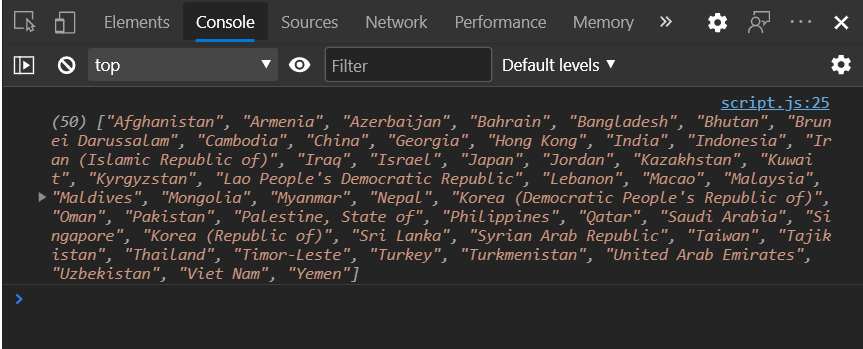 Elements Console Sources Network Performance Memory »
top Filter Default levels ▼
script.js:25
(50) ["Afghanistan", "Armenia", "Azerbaijan", "Bahrain", "Bangladesh", "Bhutan", "Brun
ei Darussalam", "Cambodia", "China", "Georgia", "Hong Kong", "India", "Indonesia", "Ir
an (Islamic Republic of)", "Iraq", "Israel", "Japan", "Jordan", "Kazakhstan", "Kuwai
t", "Kyrgyzstan", "Lao People's Democratic Republic", "Lebanon", "Macao", "Malaysia",
"Maldives", "Mongolia", "Myanmar", "Nepal", "Korea (Democratic People's Republic of)",
"Oman", "Pakistan", "Palestine, State of", "Philippines", "Qatar", "Saudi Arabia", "Si
ngapore", "Korea (Republic of)", "Sri Lanka", "Syrian Arab Republic", "Taiwan", "Tajik
istan", "Thailand", "Timor-Leste", "Turkey", "Turkmenistan", "United Arab Emirates",
"Uzbekistan", "Viet Nam", "Yemen"]